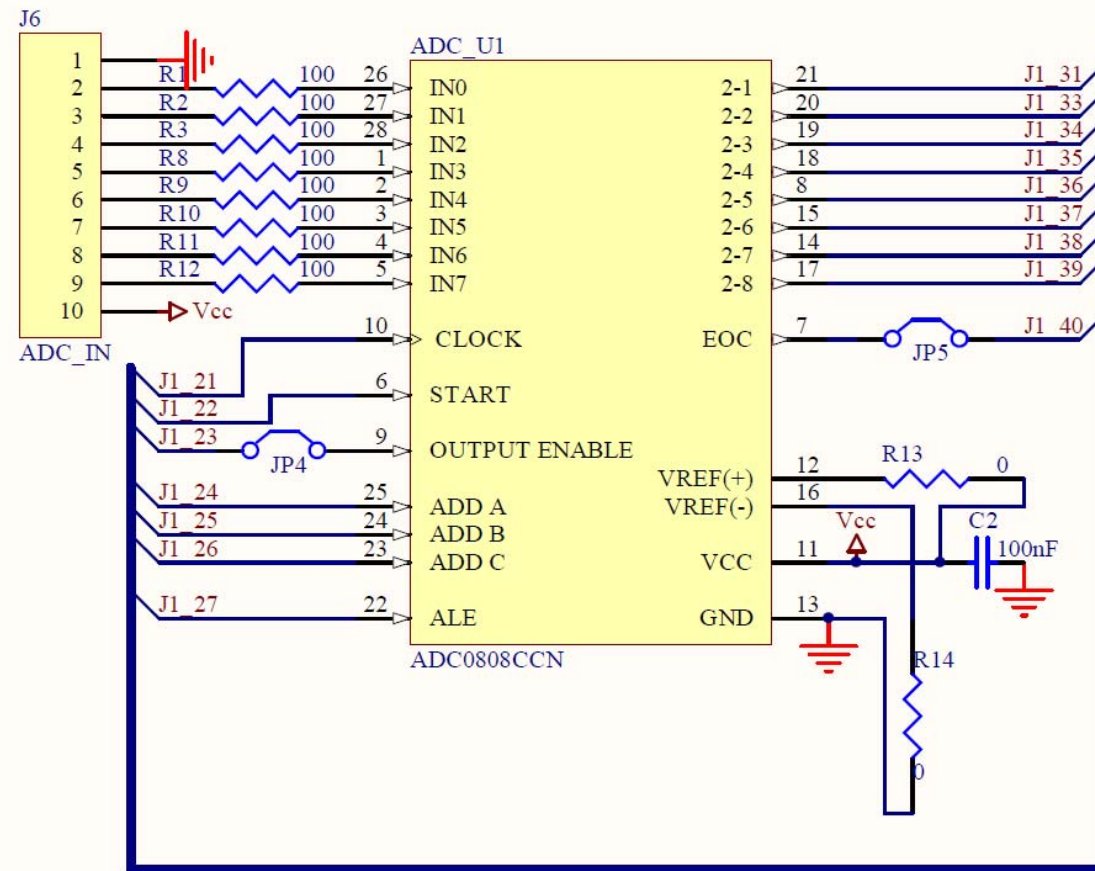 J6
ADC_U1
1
2 R1 100 26 IN0 2-1 21 J1_31
3 R2 100 27 IN1 2-2 20 J1_33
4 R3 100 28 IN2 2-3 19 J1_34
5 R8 100 1 IN3 2-4 18 J1_35
6 R9 100 2 IN4 2-5 8 J1_36
7 R10 100 3 IN5 2-6 15 J1_37
8 R11 100 4 IN6 2-7 14 J1_38
9 R12 100 5 IN7 2-8 17 J1_39
10 Vcc
10 CLOCK EOC 7 JP5 J1_40
ADC_IN
J1_21
6 START
J1_22
J1_23 JP4 9 OUTPUT ENABLE
VREF(+) 12 R13 0
J1_24 25 ADD A VREF(-) 16
J1_25 24 ADD B Vcc C2
J1_26 23 ADD C VCC 11 100nF
J1_27 22 ALE GND 13
ADC0808CCN R14
0